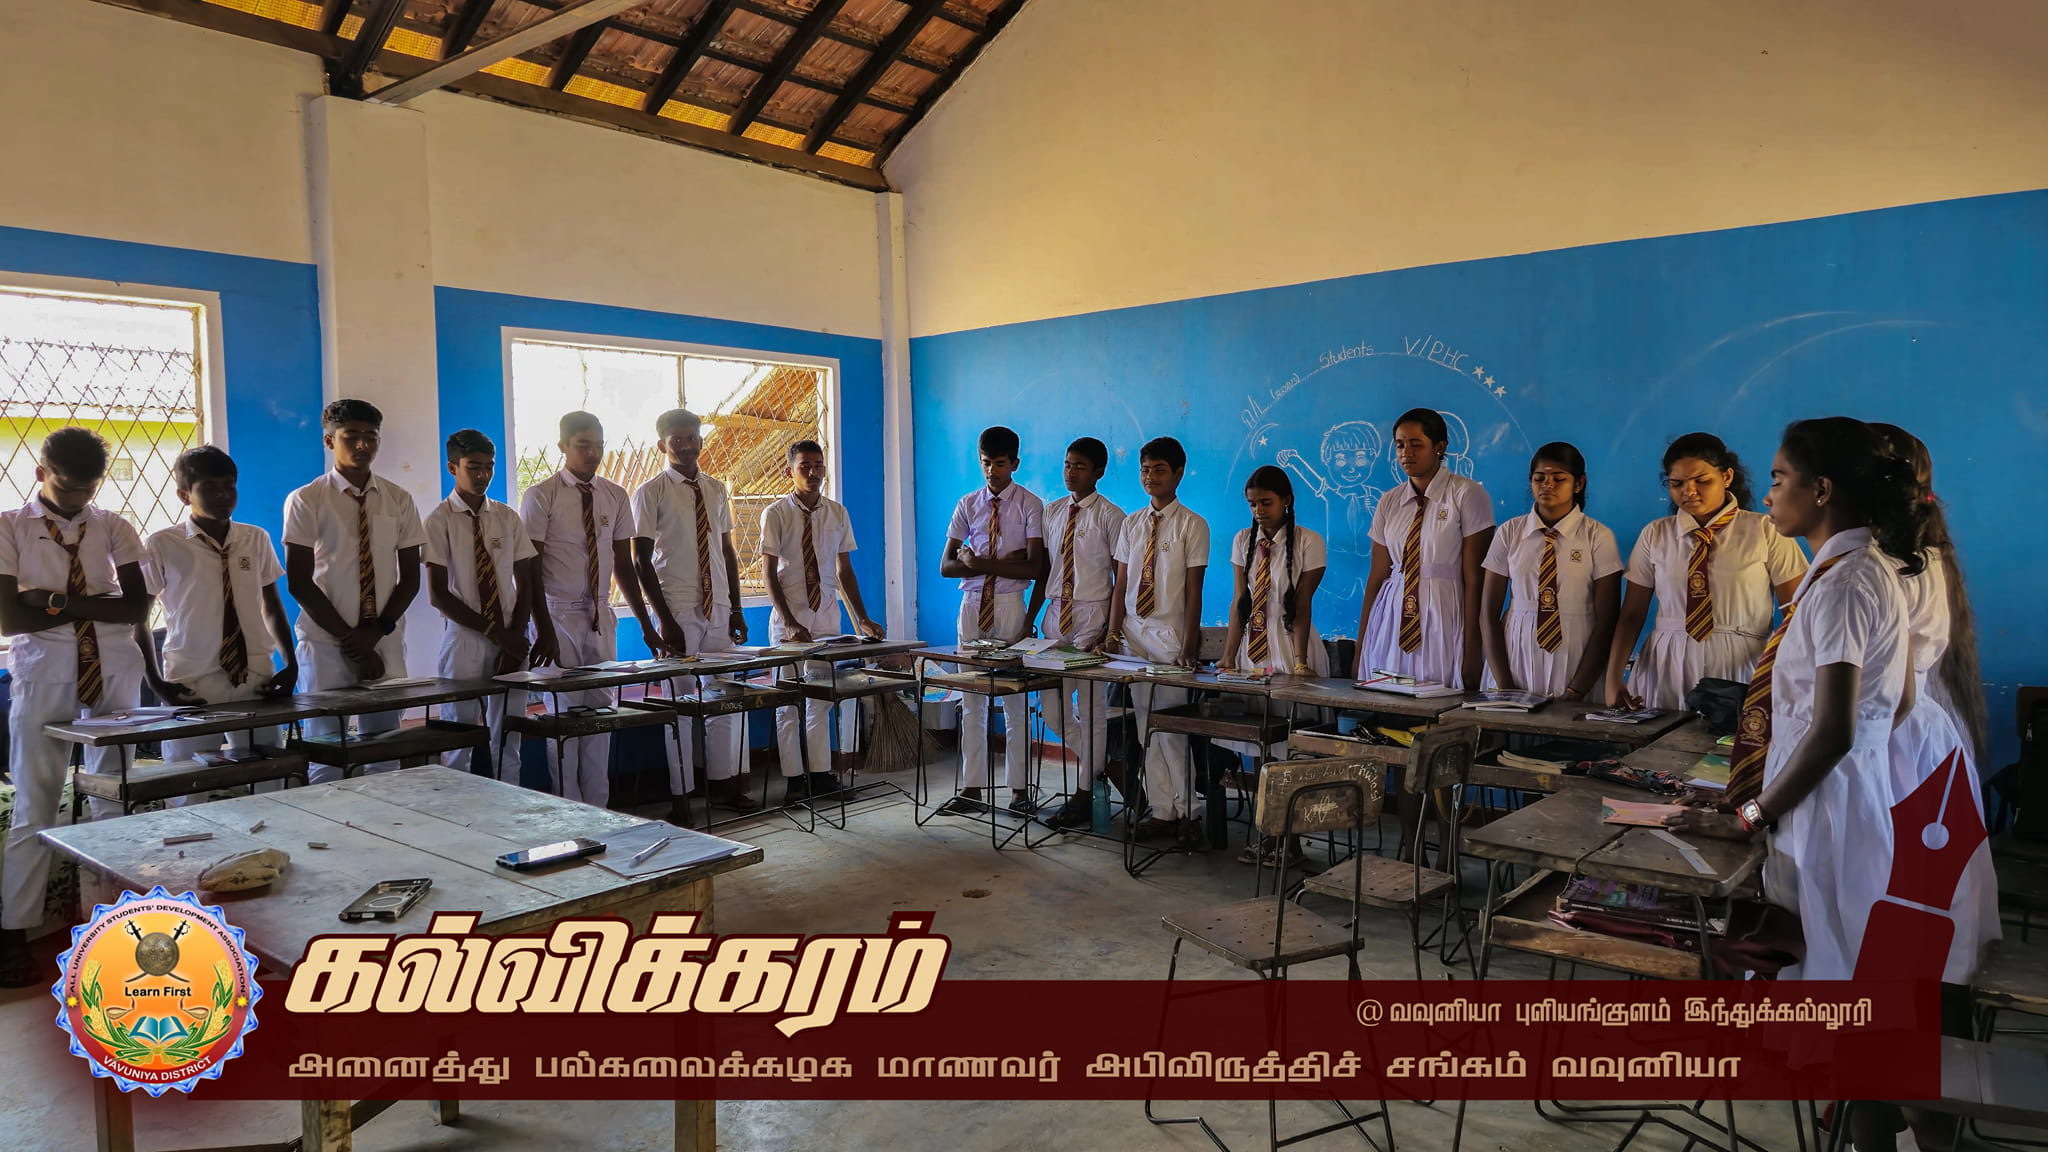 All
Students V/PHC
ALL UNIVERSITY STUDENTS' DEVELOPMENT ASSOCIATION
Learn First
VAVUNIYA DISTRICT
கல்விக்கரம்
@ வவுனியா புளியங்குளம் இந்துக்கல்லூரி
அனைத்து பல்கலைக்கழக மாணவர் அபிவிருத்திச் சங்கம் வவுனியா